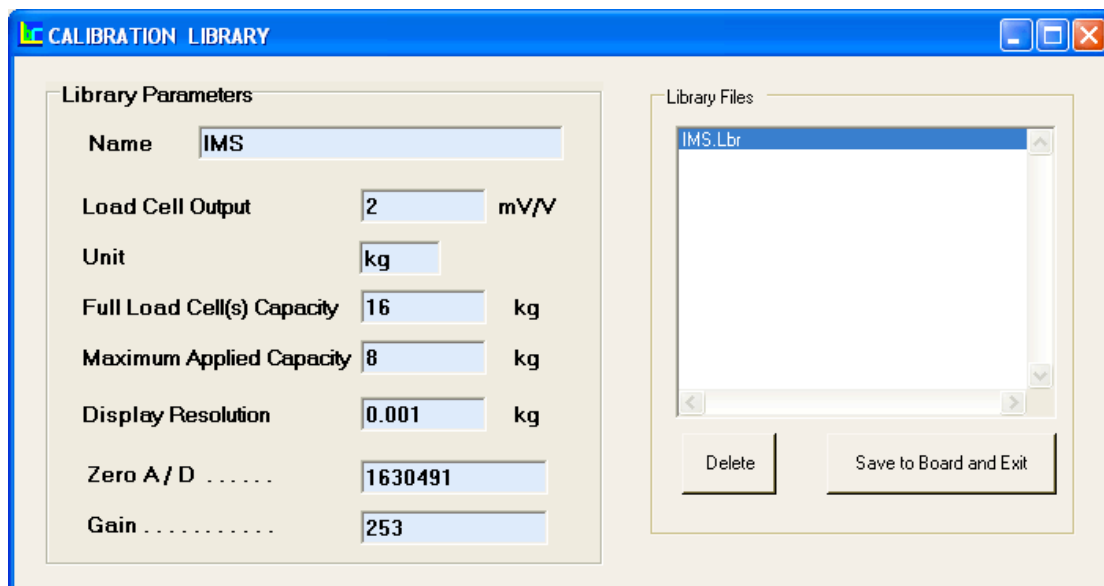 CALIBRATION LIBRARY
Library Parameters
Name IMS
Load Cell Output 2 mV/V
Unit kg
Full Load Cell(s) Capacity 16 kg
Maximum Applied Capacity 8 kg
Display Resolution 0.001 kg
Zero A / D . . . . . . 1630491
Gain . . . . . . . . . . . 253
Library Files
IMS.Lbr
Delete Save to Board and Exit